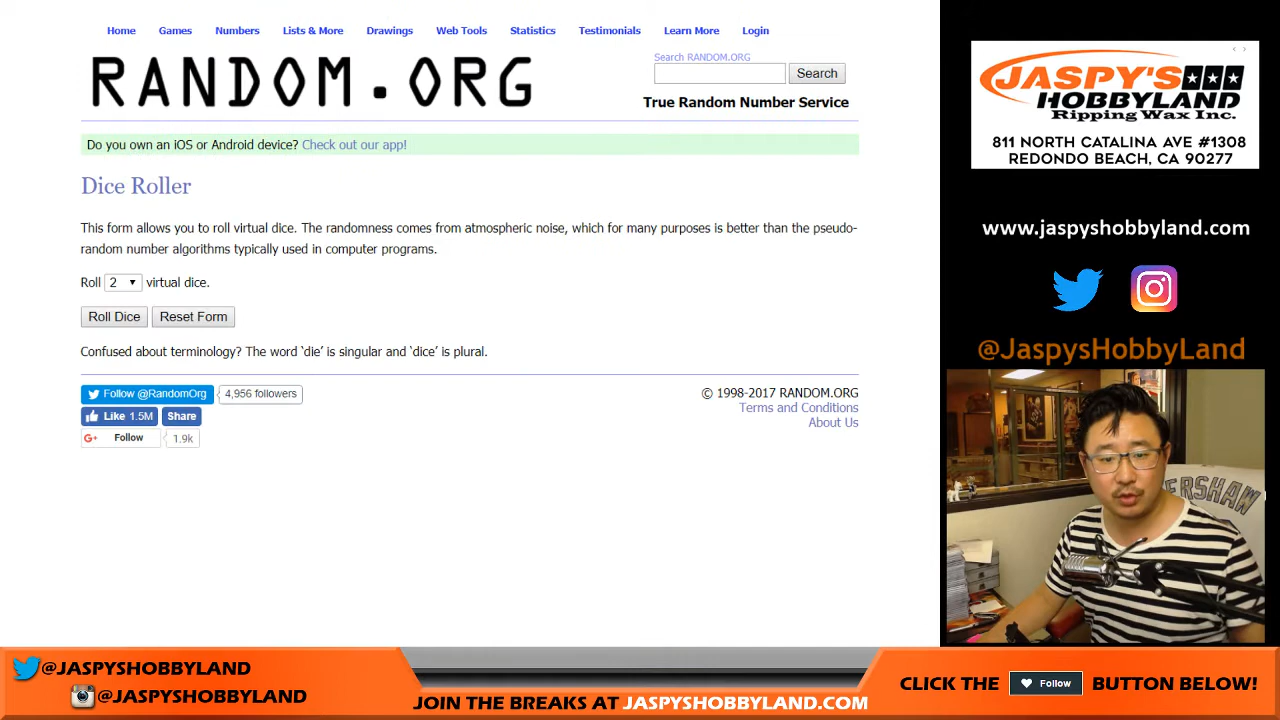 Home Games Numbers Lists & More Drawings Web Tools Statistics Testimonials Learn More Login
RANDOM.ORG
Search RANDOM.ORG
Search
True Random Number Service
Do you own an iOS or Android device? Check out our app!
Dice Roller
This form allows you to roll virtual dice. The randomness comes from atmospheric noise, which for many purposes is better than the pseudo-
random number algorithms typically used in computer programs.
Roll 2 virtual dice.
Roll Dice Reset Form
Confused about terminology? The word 'die' is singular and 'dice' is plural.
Follow @RandomOrg 4,956 followers
Like 1.5M Share
G+ Follow 1.9k
© 1998-2017 RANDOM.ORG
Terms and Conditions
About Us
JASPY'S
HOBBYLAND
Ripping Wax Inc.
811 NORTH CATALINA AVE #1308
REDONDO BEACH, CA 90277
www.jaspyshobbyland.com
@JaspysHobbyLand
ERSHAW
@JASPYSHOBBYLAND
@JASPYSHOBBYLAND
JOIN THE BREAKS AT JASPYSHOBBYLAND.COM
CLICK THE Follow BUTTON BELOW!